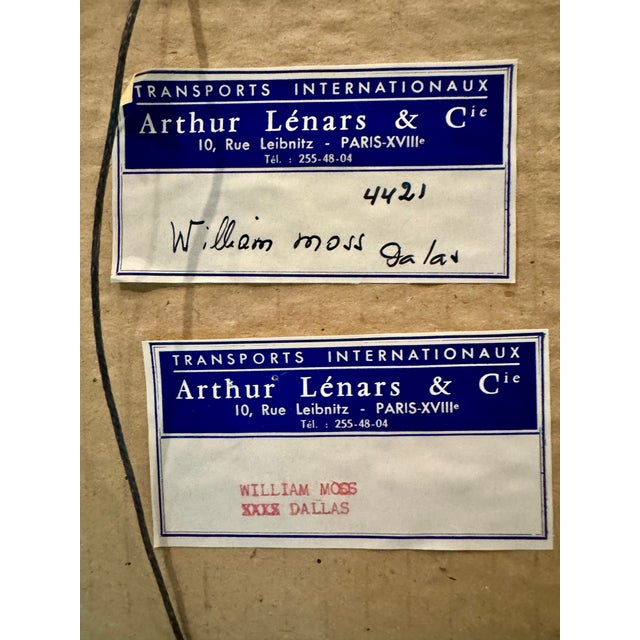 TRANSPORTS INTERNATIONAUX
Arthur Lénars & Cie
10, Rue Leibnitz - PARIS-XVIIIe
Tél. : 255-48-04
4421
William Moss Dalas
TRANSPORTS INTERNATIONAUX
Arthur Lénars & Cie
10, Rue Leibnitz - PARIS-XVIIIe
Tél. : 255-48-04
WILLIAM MOSS
XXXX DALLAS